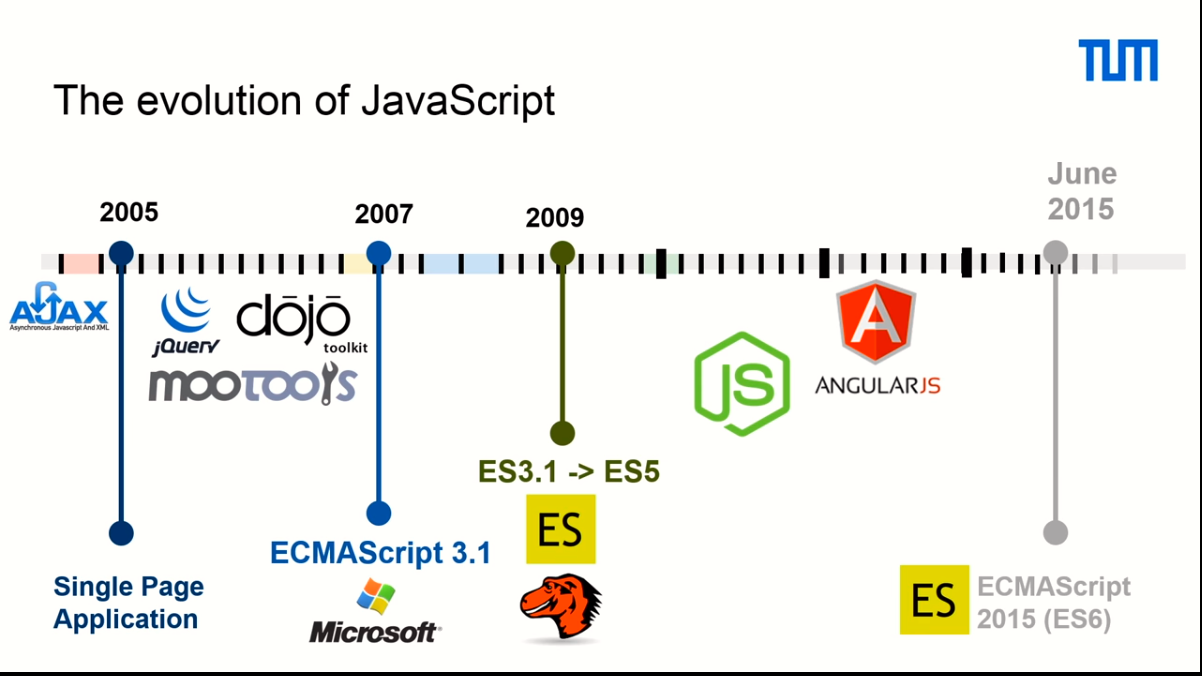 TUM
The evolution of JavaScript
June
2015
2005
2007
2009
AJAX
Asynchronous Javascript And XML
jQuery
dōjō
toolkit
mootools
JS
A
ANGULARJS
ES3.1 -> ES5
ES
ECMAScript 3.1
Microsoft
Single Page
Application
ES
ECMAScript
2015 (ES6)